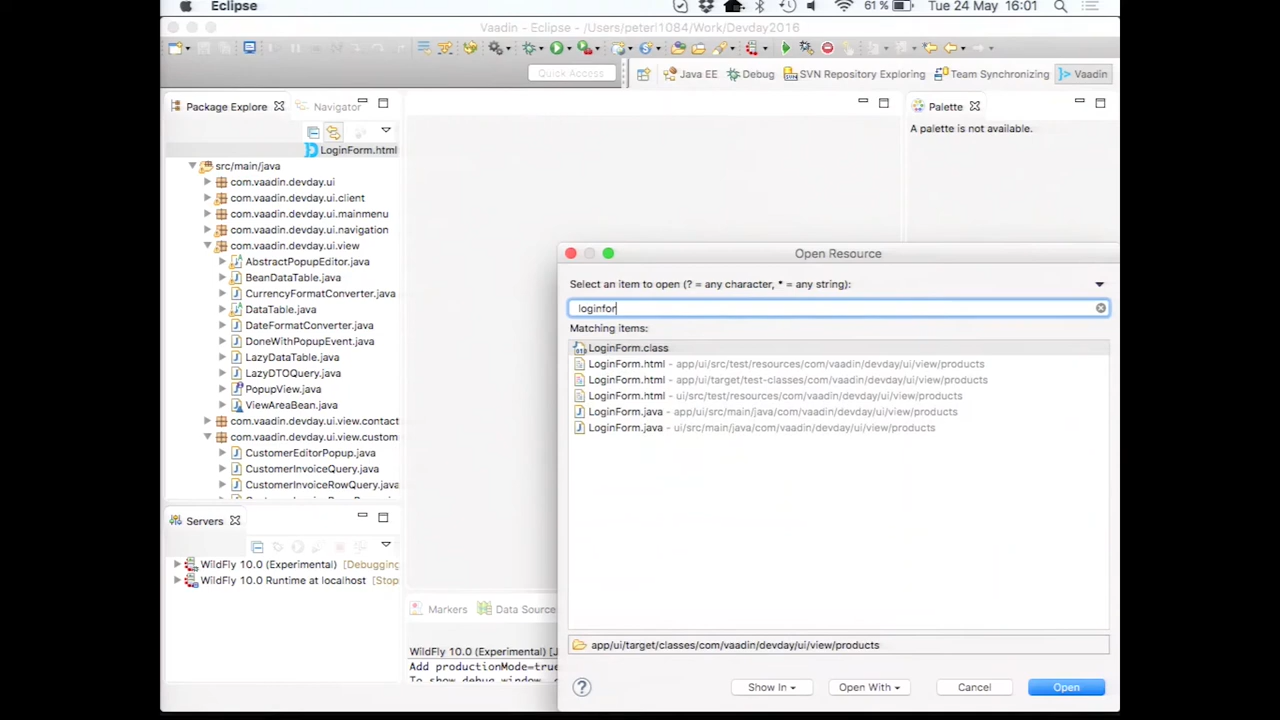 Eclipse
61 %
Tue 24 May 16:01
Vaadin - Eclipse - /Users/peterl1084/Work/Devday2016
Quick Access
Java EE
Debug
SVN Repository Exploring
Team Synchronizing
Vaadin
Package Explore
Navigator
LoginForm.html
src/main/java
com.vaadin.devday.ui
com.vaadin.devday.ui.client
com.vaadin.devday.ui.mainmenu
com.vaadin.devday.ui.navigation
com.vaadin.devday.ui.view
AbstractPopupEditor.java
BeanDataTable.java
CurrencyFormatConverter.java
DataTable.java
DateFormatConverter.java
DoneWithPopupEvent.java
LazyDataTable.java
LazyDTOQuery.java
PopupView.java
ViewAreaBean.java
com.vaadin.devday.ui.view.contact
com.vaadin.devday.ui.view.custom
CustomerEditorPopup.java
CustomerInvoiceQuery.java
CustomerInvoiceRowQuery.java
Servers
WildFly 10.0 (Experimental) [Debugging
WildFly 10.0 Runtime at localhost [Stop
Palette
A palette is not available.
Markers
Data Source
WildFly 10.0 (Experimental) [J
Add productionMode=true
To show debug window,
Open Resource
Select an item to open (? = any character, * = any string):
loginfor
Matching items:
LoginForm.class
LoginForm.html - app/ui/src/test/resources/com/vaadin/devday/ui/view/products
LoginForm.html - app/ui/target/test-classes/com/vaadin/devday/ui/view/products
LoginForm.html - ui/src/test/resources/com/vaadin/devday/ui/view/products
LoginForm.java - app/ui/src/main/java/com/vaadin/devday/ui/view/products
LoginForm.java - ui/src/main/java/com/vaadin/devday/ui/view/products
app/ui/target/classes/com/vaadin/devday/ui/view/products
?
Show In
Open With
Cancel
Open